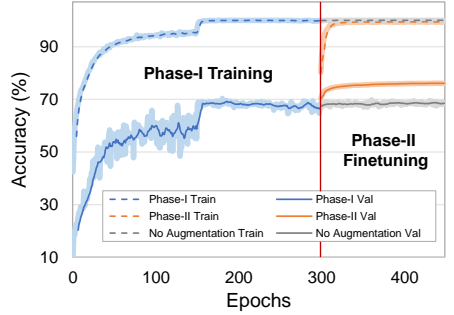 90
70
50
30
10
Accuracy (%)
Phase-I Training
Phase-II
Finetuning
Phase-I Train
Phase-I Val
Phase-II Train
Phase-II Val
No Augmentation Train
No Augmentation Val
0
100
200
300
400
Epochs